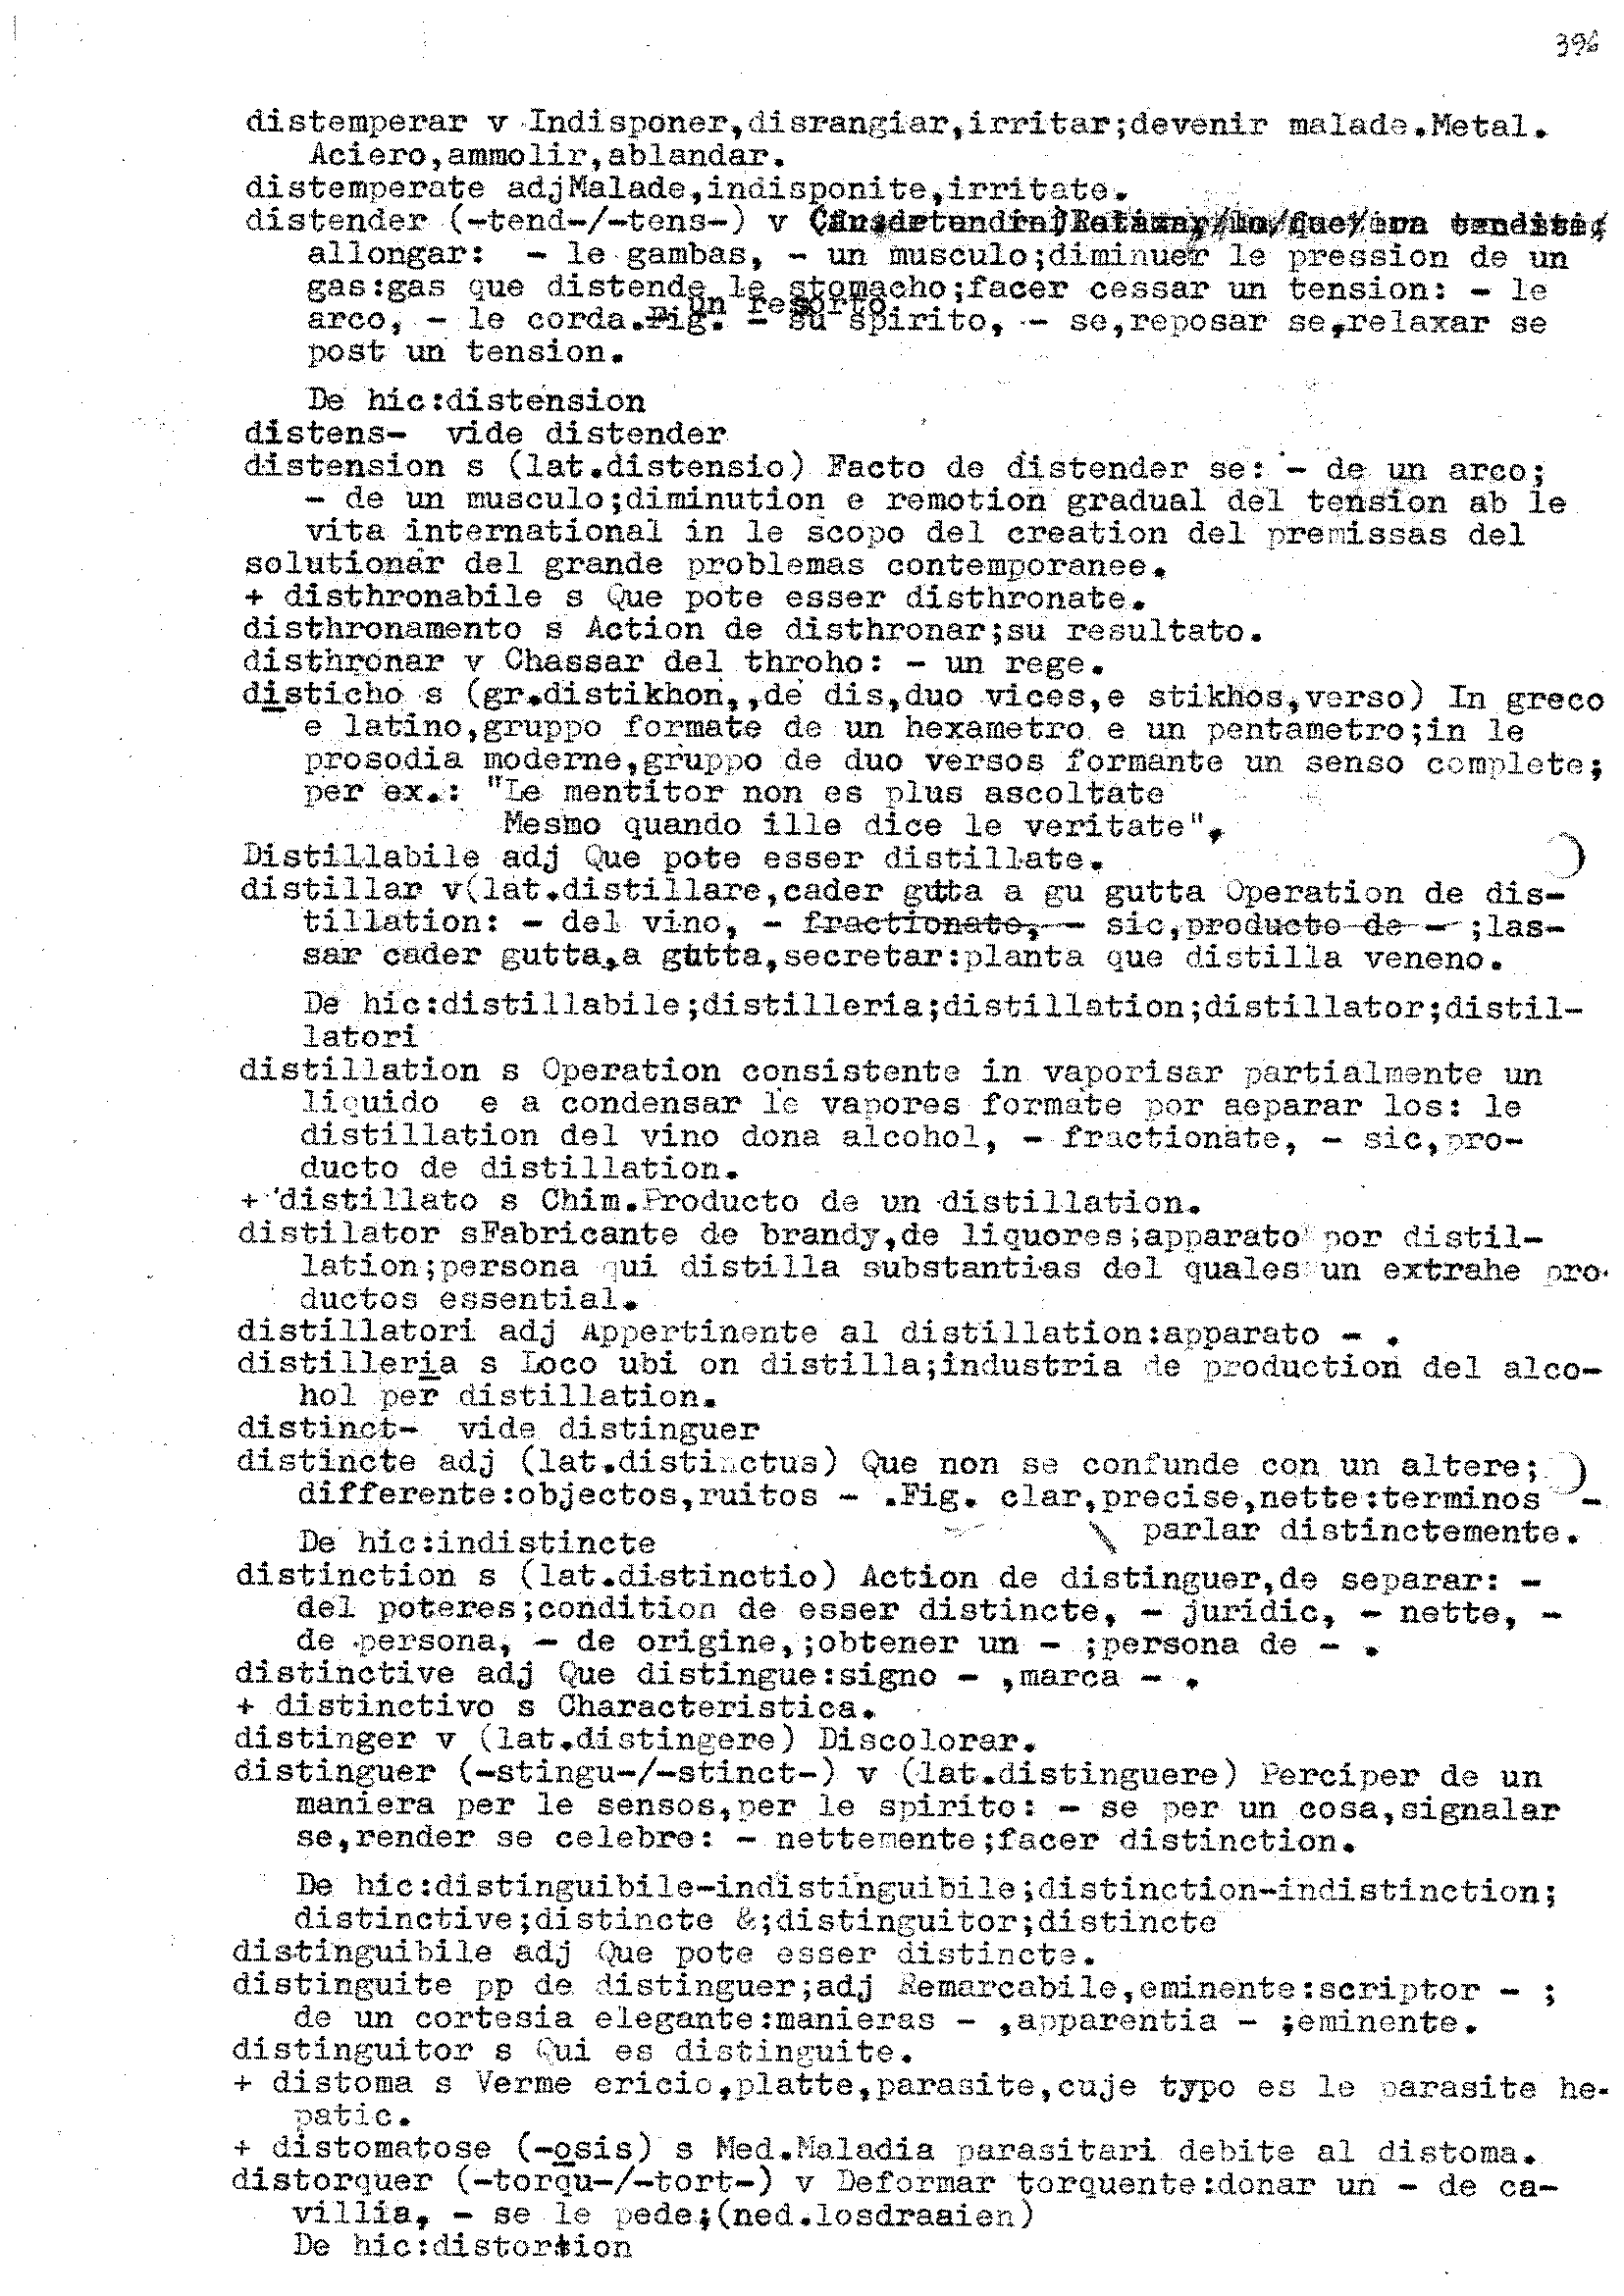 396
distemperar v Indisponer,disrangiar,irritar;devenir malade.Metal.
Aciero,ammolir,ablandar.
distemperate adjMalade,indisponite,irritate.
distender (-tend-/-tens-) v
allongar: - le gambas, - un musculo;diminuer le pression de un
gas:gas que distende le stomacho;facer cessar un tension: - le
un resorto
arco, - le corda.Fig. - su spirito, - se,reposar se,relaxar se
post un tension.
De hic:distension
distens- vide distender
distension s (lat.distensio) Facto de distender se: - de un arco;
- de un musculo;diminution e remotion gradual del tension ab le
vita international in le scopo del creation del premissas del
solutionar del grande problemas contemporanee.
+ disthronabile s Que pote esser disthronate.
disthronamento s Action de disthronar;su resultato.
disthronar v Chassar del throho: - un rege.
disticho s (gr.distikhon,,de dis,duo vices,e stikhos,verso) In greco
e latino,gruppo formate de un hexametro e un pentametro;in le
prosodia moderne,gruppo de duo versos formante un senso complete;
per ex.: "Le mentitor non es plus ascoltate
Mesmo quando ille dice le veritate".
Distillabile adj Que pote esser distillate.
distillar v(lat.distillare,cader gutta a gu gutta Operation de dis-
tillation: - del vino, - fractionate, - sic,producto de - ;las-
sar cader gutta,a gutta,secretar:planta que distilla veneno.
De hic:distillabile;distilleria;distillation;distillator;distil-
latori
distillation s Operation consistente in vaporisar partialmente un
liquido e a condensar le vapores formate por aeparar los: le
distillation del vino dona alcohol, - fractionate, - sic,pro-
ducto de distillation.
+ distillato s Chim.Producto de un distillation.
distilator sFabricante de brandy,de liquores;apparato por distil-
lation;persona qui distilla substantias del quales un extrahe pro-
ductos essential.
distillatori adj Appertinente al distillation:apparato - .
distilleria s Loco ubi on distilla;industria de production del alco-
hol per distillation.
distinct- vide distinguer
distincte adj (lat.distinctus) Que non se confunde con un altere;
differente:objectos,ruitos - .Fig. clar,precise,nette:terminos -
parlar distinctemente.
De hic:indistincte
distinction s (lat.distinctio) Action de distinguer,de separar: -
del poteres;condition de esser distincte, - juridic, - nette, -
de persona, - de origine,;obtener un - ;persona de - .
distinctive adj Que distingue:signo - ,marca - .
+ distinctivo s Characteristica.
distinger v (lat.distingere) Discolorar.
distinguer (-stingu-/-stinct-) v (lat.distinguere) Perciper de un
maniera per le sensos,per le spirito: - se per un cosa,signalar
se,render se celebre: - nettemente;facer distinction.
De hic:distinguibile-indistinguibile;distinction-indistinction;
distinctive;distincte &;distinguitor;distincte
distinguibile adj Que pote esser distincte.
distinguite pp de distinguer;adj Remarcabile,eminente:scriptor - ;
de un cortesia elegante:manieras - ,apparentia - ;eminente.
distinguitor s Qui es distinguite.
+ distoma s Verme ericio,platte,parasite,cuje typo es le parasite he-
patic.
+ distomatose (-osis) s Med.Maladia parasitari debite al distoma.
distorquer (-torqu-/-tort-) v Deformar torquente:donar un - de ca-
villia, - se le pede;(ned.losdraaien)
De hic:distortion